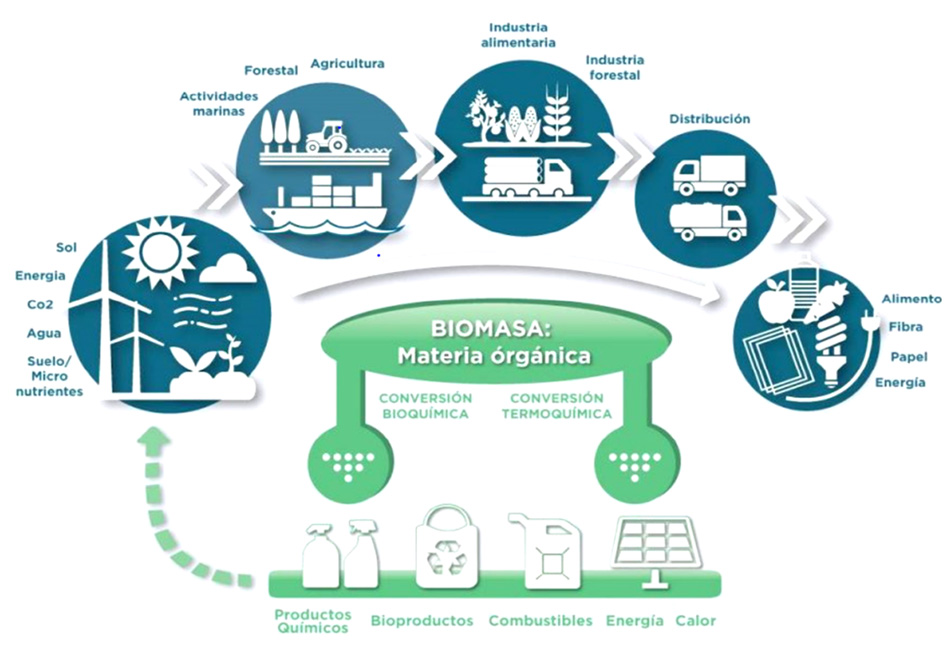 Industria
alimentaria
Industria
forestal
Forestal
Agricultura
Actividades
marinas
Distribución
Sol
Energia
Co2
Agua
Suelo/
Micro
nutrientes
Alimento
Fibra
Papel
Energía
BIOMASA:
Materia órgánica
CONVERSIÓN
BIOQUÍMICA
CONVERSIÓN
TERMOQUÍMICA
Productos
Químicos
Bioproductos
Combustibles
Energía
Calor